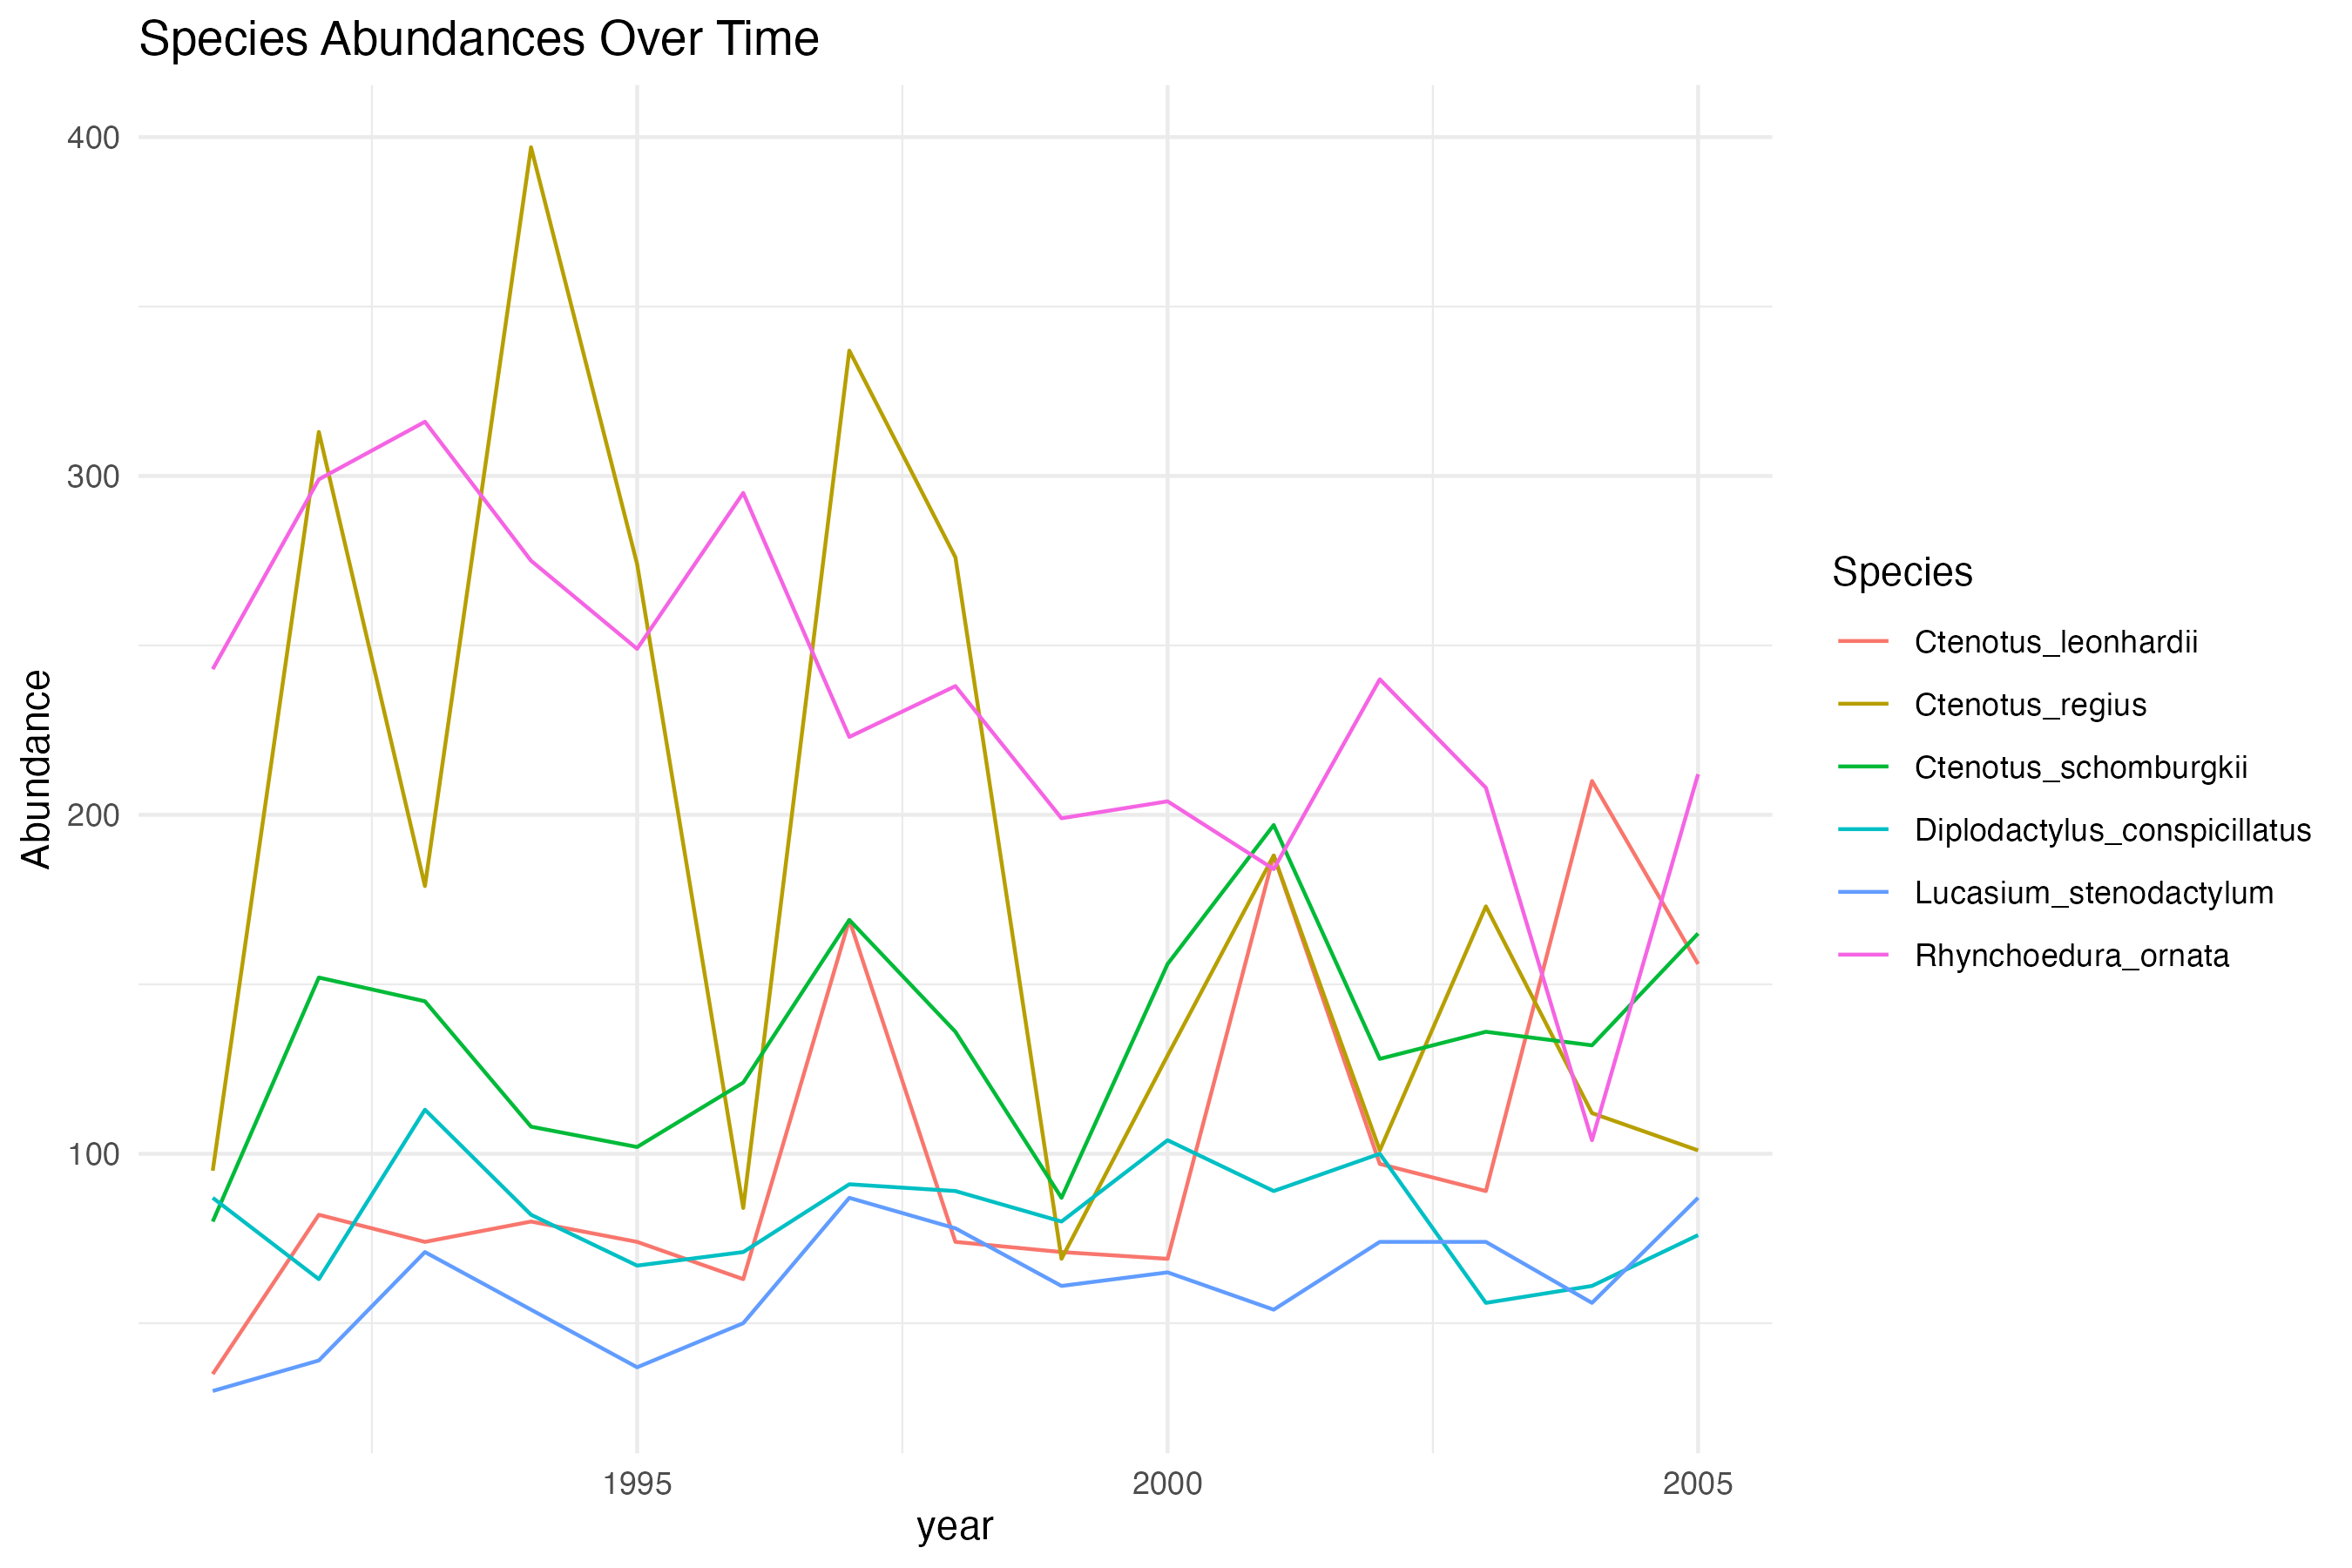 Species Abundances Over Time
400
300
200
100
Abundance
1995
2000
2005
year
Species
Ctenotus_leonhardii
Ctenotus_regius
Ctenotus_schomburgkii
Diplodactylus_conspicillatus
Lucasium_stenodactylum
Rhynchoedura_ornata